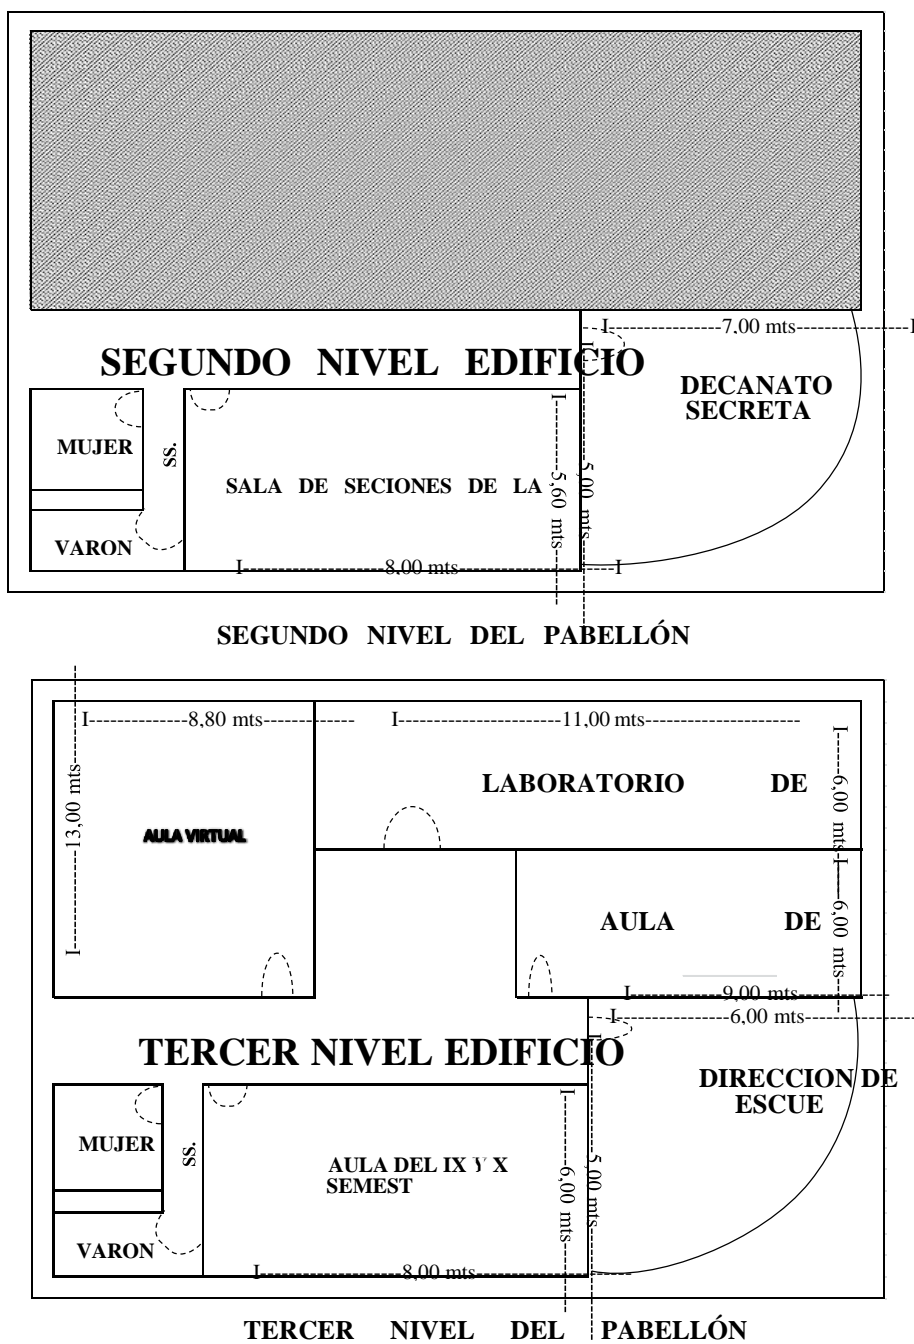 I----------------------7,00 mts----------------------I
SEGUNDO NIVEL EDIFICIO
DECANATO
SECRETA
MUJER
SS.
SALA DE SECIONES DE LA
I-------------5,60 mts----------
I------------------5,00 mts----------------
VARON
I---------------------------8,00 mts-----------------------------I
SEGUNDO NIVEL DEL PABELLÓN
I-------------------8,80 mts-----------------
I-------------------------------11,00 mts-----------------------------
I--------6,00 mts
LABORATORIO DE
I-----------------13,00 mts----------------
AULA VIRTUAL
I------6,00 mts------
AULA DE
I-----------------9,00 mts-----------------
I----------------------6,00 mts---------------------
TERCER NIVEL EDIFICIO
DIRECCION DE
ESCUE
MUJER
SS.
AULA DEL IX Y X
SEMEST
I-------------6,00 mts------------
I------------------5,00 mts----------------
VARON
I---------------------------8,00 mts-----------------------------
TERCER NIVEL DEL PABELLÓN